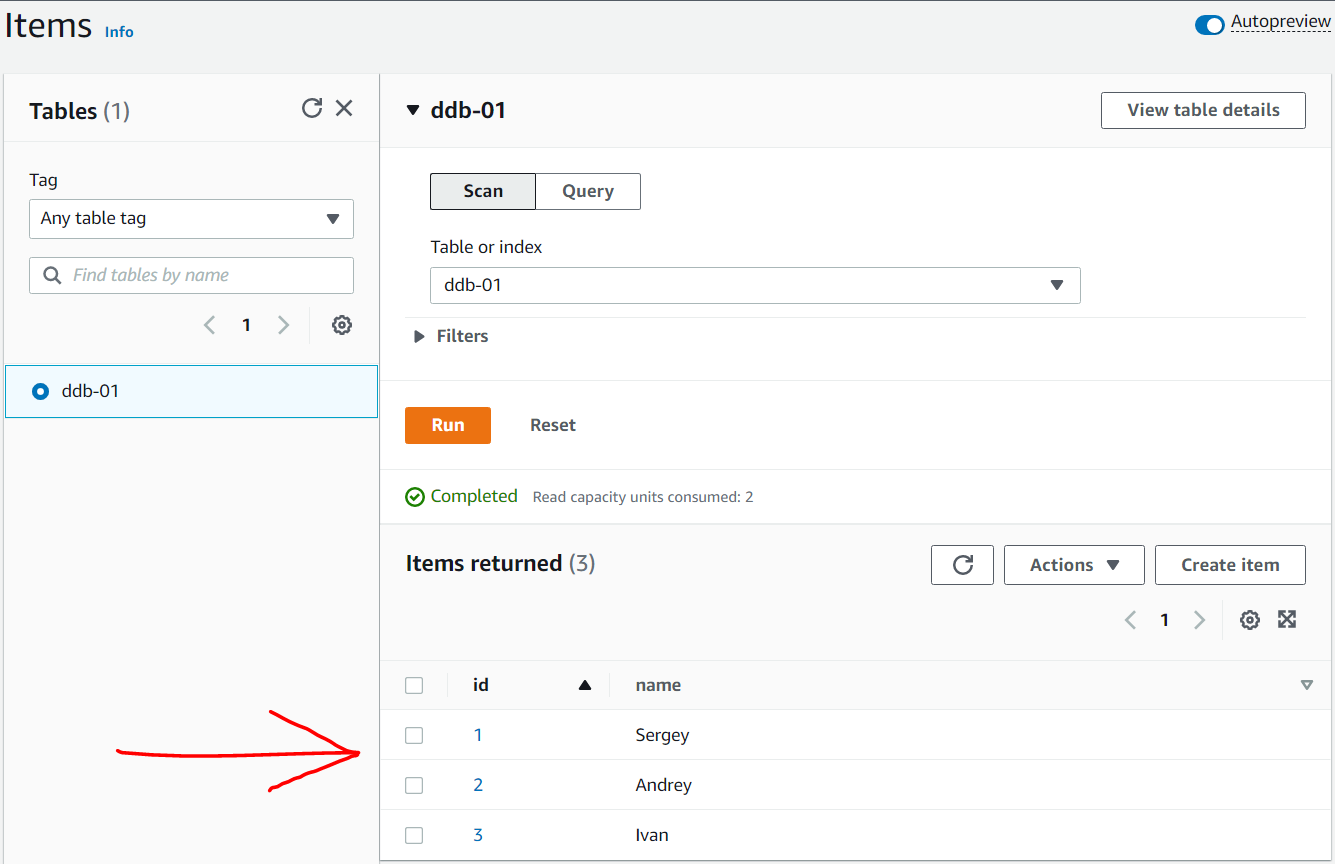 Items Info
Autopreview
Tables (1)
Tag
Any table tag
Find tables by name
1
ddb-01
ddb-01
View table details
Scan Query
Table or index
ddb-01
Filters
Run Reset
Completed Read capacity units consumed: 2
Items returned (3)
Actions Create item
1
id name
1 Sergey
2 Andrey
3 Ivan